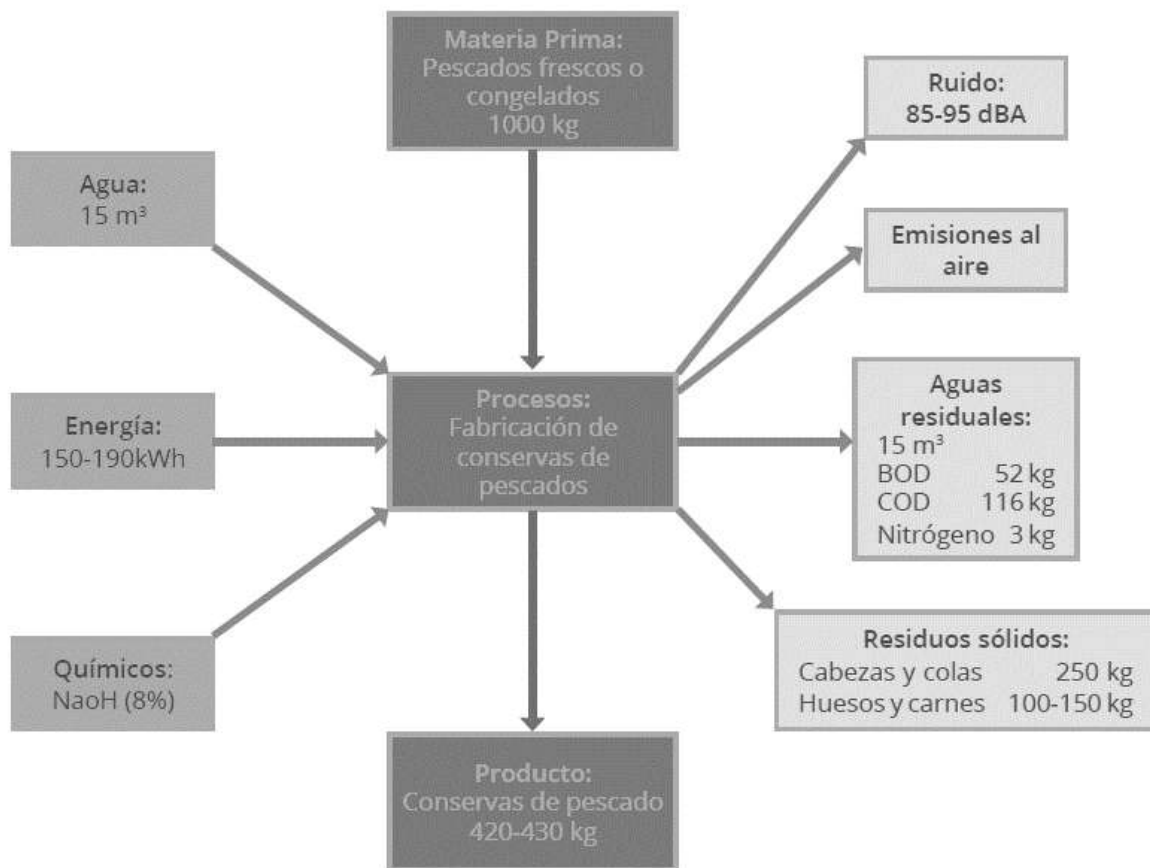 Materia Prima:
Pescados frescos o
congelados
1000 kg
Ruido:
85-95 dBA
Agua:
15 m³
Emisiones al
aire
Energía:
150-190kWh
Procesos:
Fabricación de
conservas de
pescados
Aguas
residuales:
15 m³
BOD 52 kg
COD 116 kg
Nitrógeno 3 kg
Químicos:
NaoH (8%)
Residuos sólidos:
Cabezas y colas 250 kg
Huesos y carnes 100-150 kg
Producto:
Conservas de pescado
420-430 kg